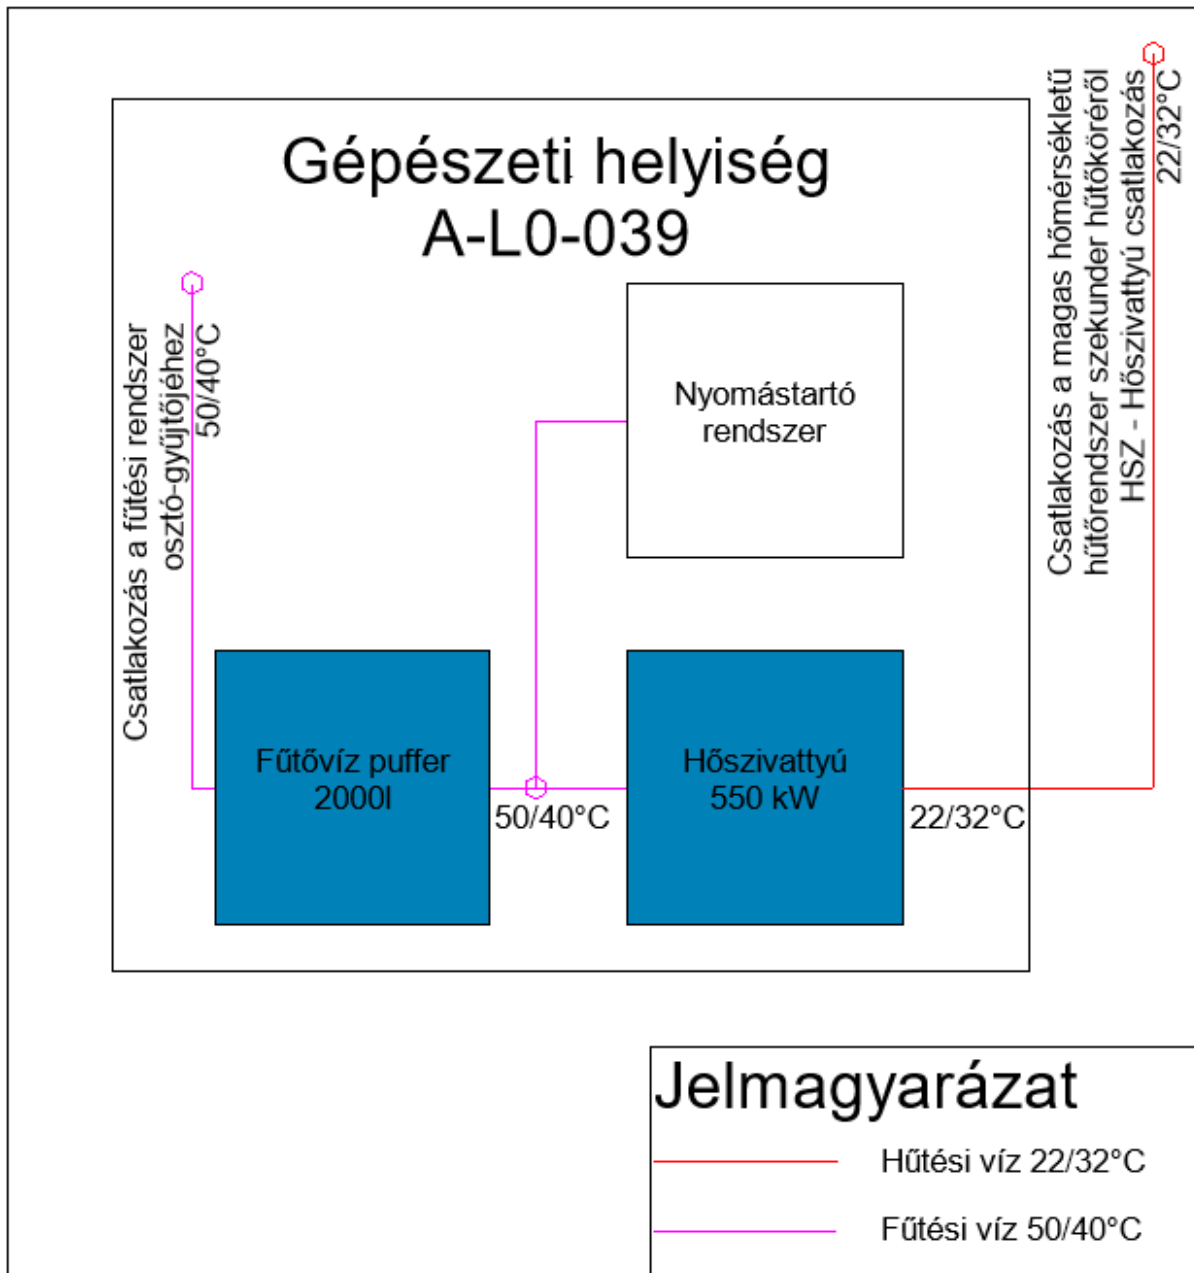 Gépészeti helyiség
A-L0-039
Csatlakozás a fűtési rendszer
osztó-gyűjtőjéhez
50/40°C
Nyomástartó
rendszer
Csatlakozás a magas hőmérsékletű
hűtőrendszer szekunder hűtőköréről
HSZ - Hőszivattyú csatlakozás
22/32°C
Fűtővíz puffer
2000l
50/40°C
Hőszivattyú
550 kW
22/32°C
Jelmagyarázat
Hűtési víz 22/32°C
Fűtési víz 50/40°C